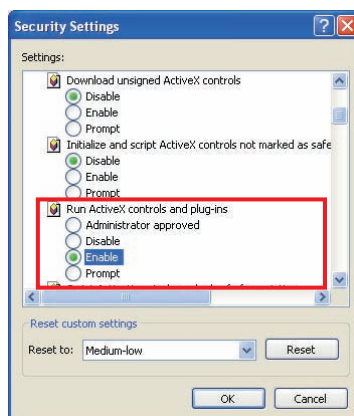 Security Settings
Settings:
Download unsigned ActiveX controls
Disable
Enable
Prompt
Initialize and script ActiveX controls not marked as safe
Disable
Enable
Prompt
Run ActiveX controls and plug-ins
Administrator approved
Disable
Enable
Prompt
Reset custom settings
Reset to: Medium-low Reset
OK Cancel